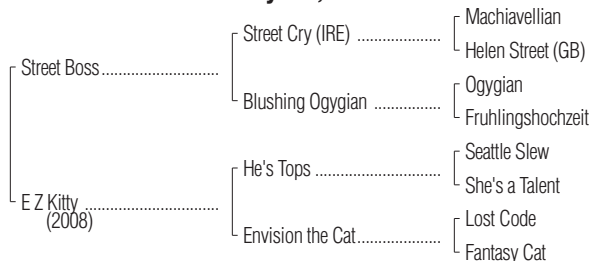 Machiavellian
Street Cry (IRE) ..................
Helen Street (GB)
Street Boss.........................
Ogygian
Blushing Ogygian ................
Fruhlingshochzeit
Seattle Slew
He's Tops ..........................
She's a Talent
E Z Kitty ............................
(2008)
Lost Code
Envision the Cat.................
Fantasy Cat